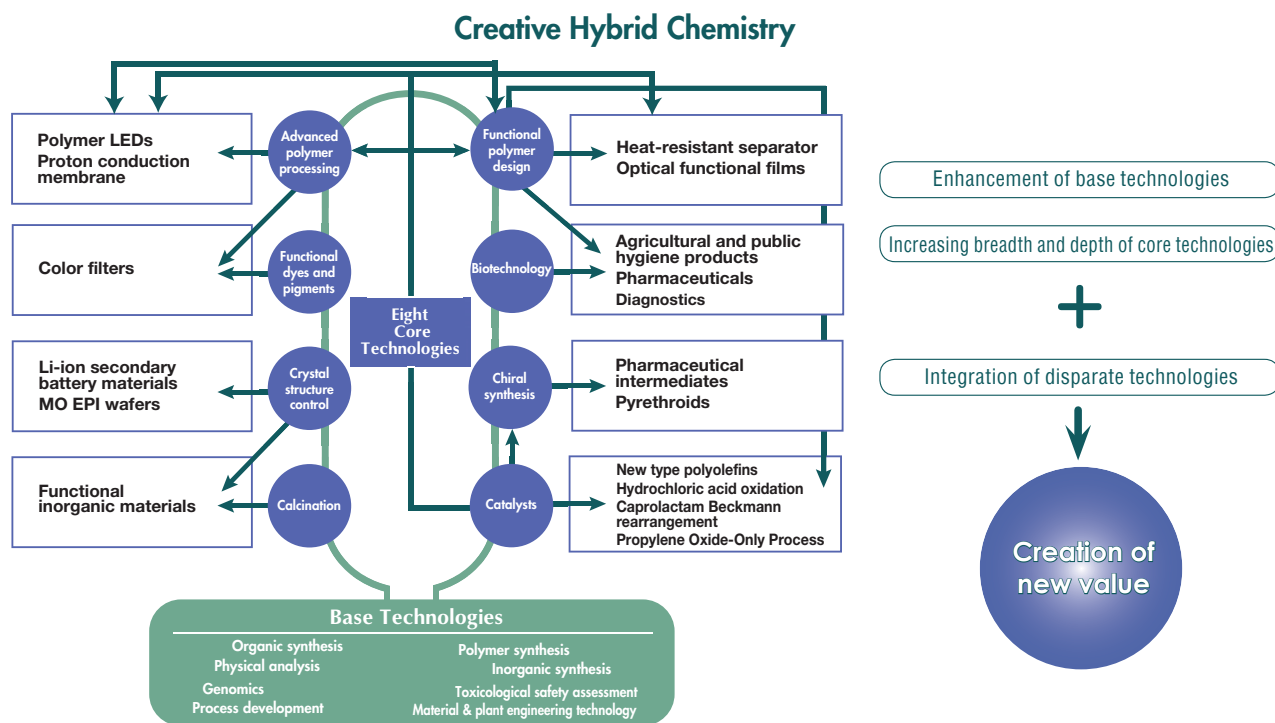 Creative Hybrid Chemistry
Polymer LEDs
Proton conduction
membrane
Advanced
polymer
processing
Functional
polymer
design
Heat-resistant separator
Optical functional films
Color filters
Functional
dyes and
pigments
Biotechnology
Agricultural and public
hygiene products
Pharmaceuticals
Diagnostics
Eight
Core
Technologies
Li-ion secondary
battery materials
MO EPI wafers
Crystal
structure
control
Chiral
synthesis
Pharmaceutical
intermediates
Pyrethroids
Functional
inorganic materials
Calcination
Catalysts
New type polyolefins
Hydrochloric acid oxidation
Caprolactam Beckmann
rearrangement
Propylene Oxide-Only Process
Base Technologies
Organic synthesis
Polymer synthesis
Physical analysis
Inorganic synthesis
Genomics
Toxicological safety assessment
Process development
Material & plant engineering technology
Enhancement of base technologies
Increasing breadth and depth of core technologies
+
Integration of disparate technologies
Creation of
new value